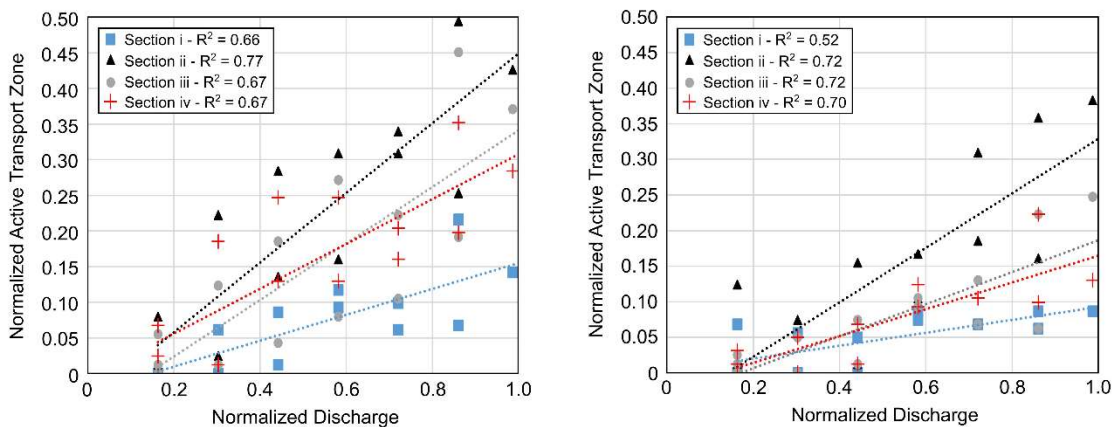 0.50
0.45
0.40
0.35
0.30
0.25
0.20
0.15
0.10
0.05
0
Normalized Active Transport Zone
Section i - R² = 0.66
Section ii - R² = 0.77
Section iii - R² = 0.67
Section iv - R² = 0.67
0 0.2 0.4 0.6 0.8 1.0
Normalized Discharge
0.50
0.45
0.40
0.35
0.30
0.25
0.20
0.15
0.10
0.05
0
Normalized Active Transport Zone
Section i - R² = 0.52
Section ii - R² = 0.72
Section iii - R² = 0.72
Section iv - R² = 0.70
0 0.2 0.4 0.6 0.8 1.0
Normalized Discharge